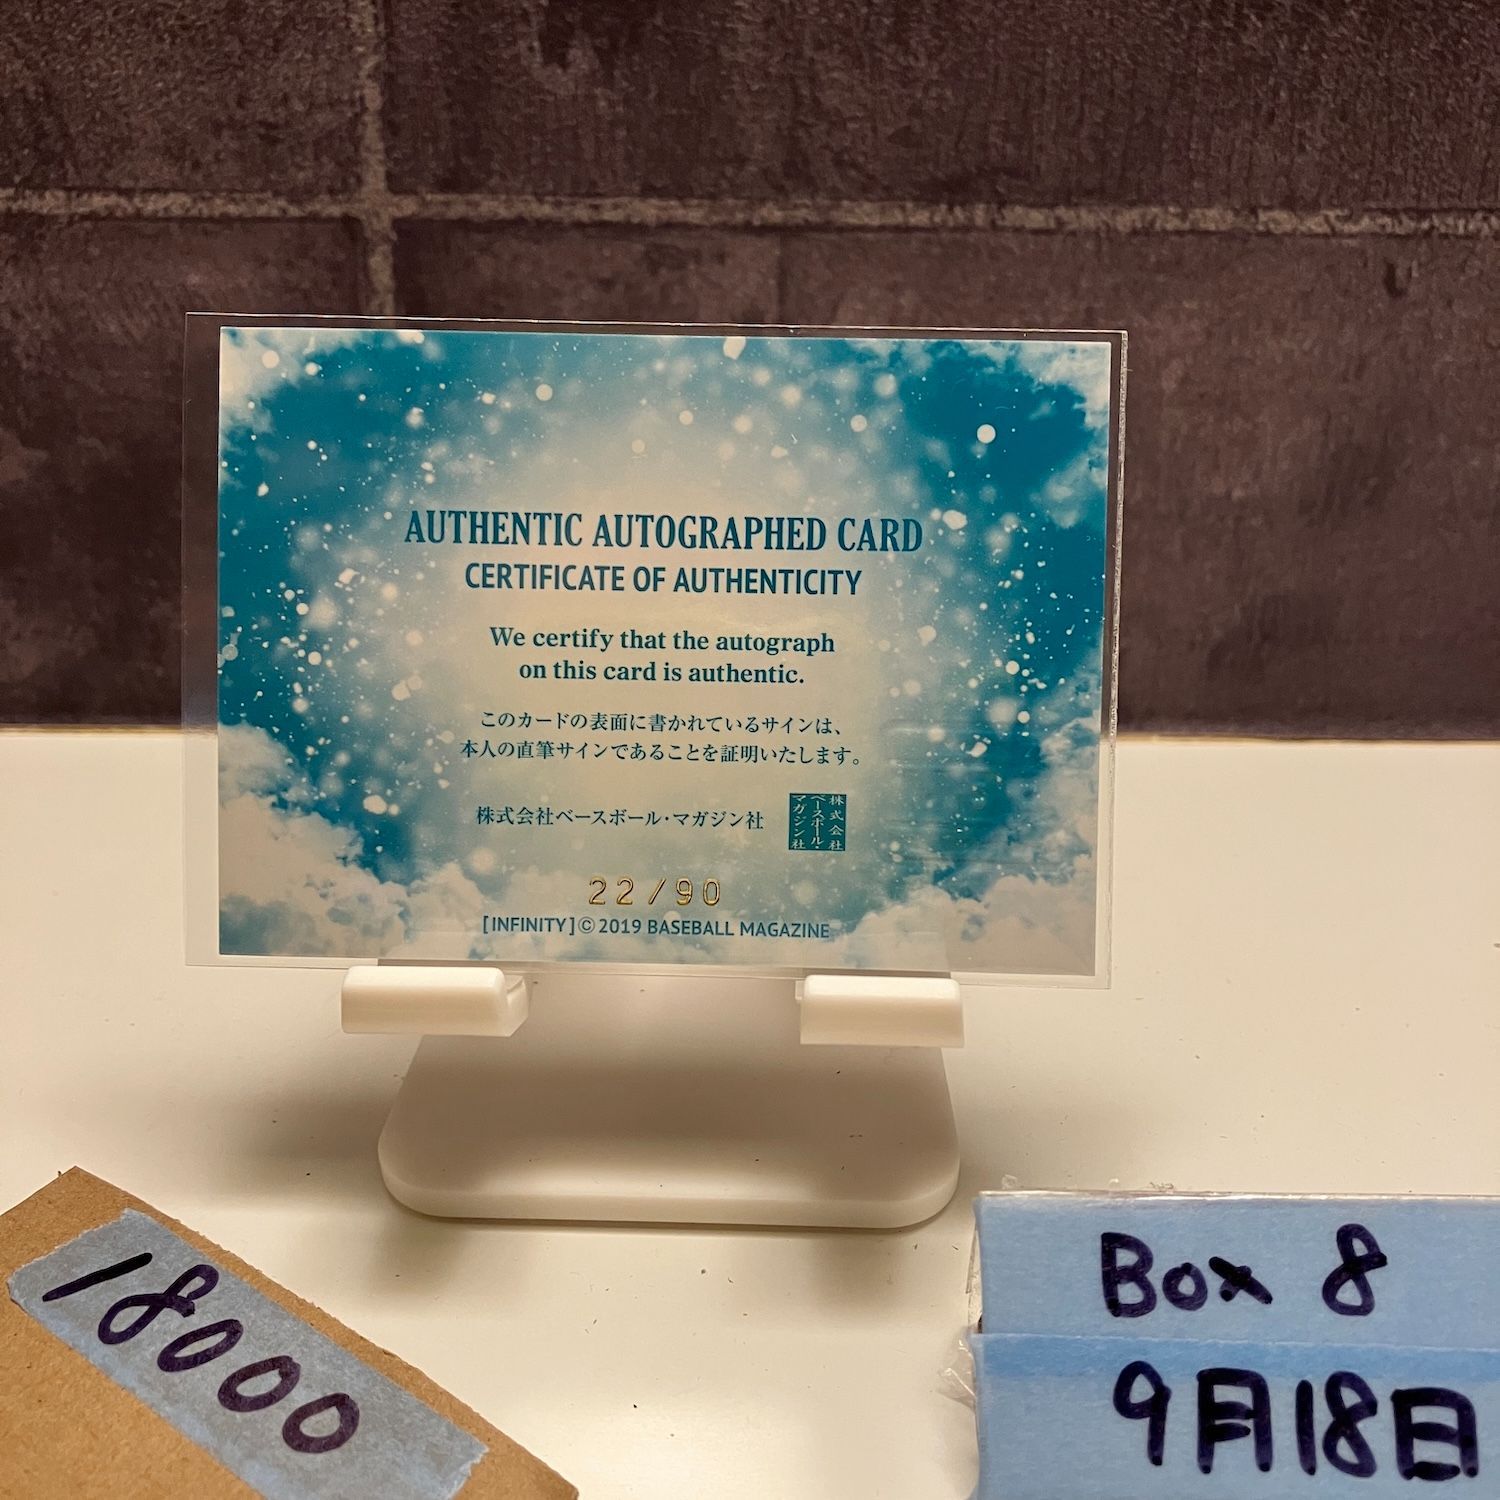 AUTHENTIC AUTOGRAPHED CARD
CERTIFICATE OF AUTHENTICITY
We certify that the autograph
on this card is authentic.
このカードの表面に書かれているサインは、
本人の直筆サインであることを証明いたします。
株式会社ベースボール・マガジン社
株式会社
ベースボール・
マガジン社
22/90
[INFINITY]©2019 BASEBALL MAGAZINE
18000
Box 8
9月18日